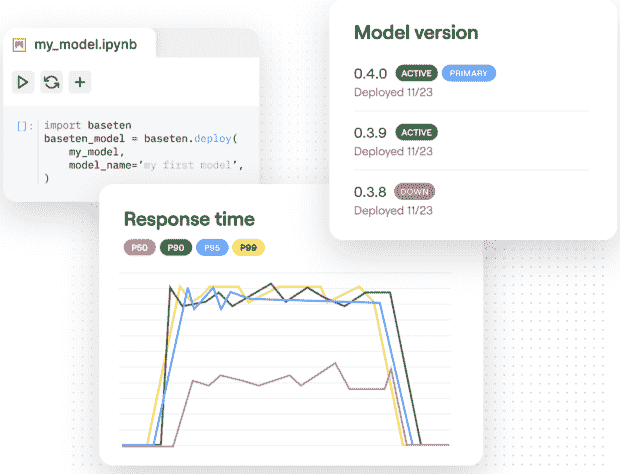 my_model.ipynb
[]: import baseten
baseten_model = baseten.deploy(
my_model,
model_name='my first model',
)
Model version
0.4.0 ACTIVE PRIMARY
Deployed 11/23
0.3.9 ACTIVE
Deployed 11/23
0.3.8 DOWN
Deployed 11/23
Response time
P50 P90 P95 P99